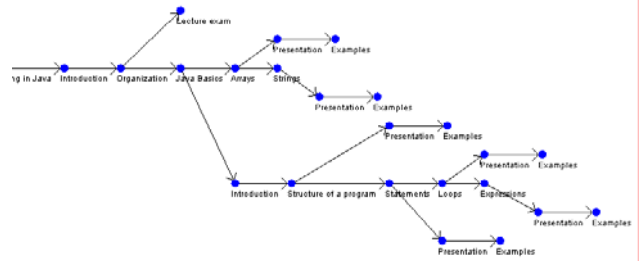 Lecture exam
Presentation Examples
ng in Java Introduction Organization Java Basics Arrays Strings
Presentation Examples
Presentation Examples
Presentation Examples
Introduction Structure of a program Statements Loops Expressions
Presentation Examples
Presentation Examples